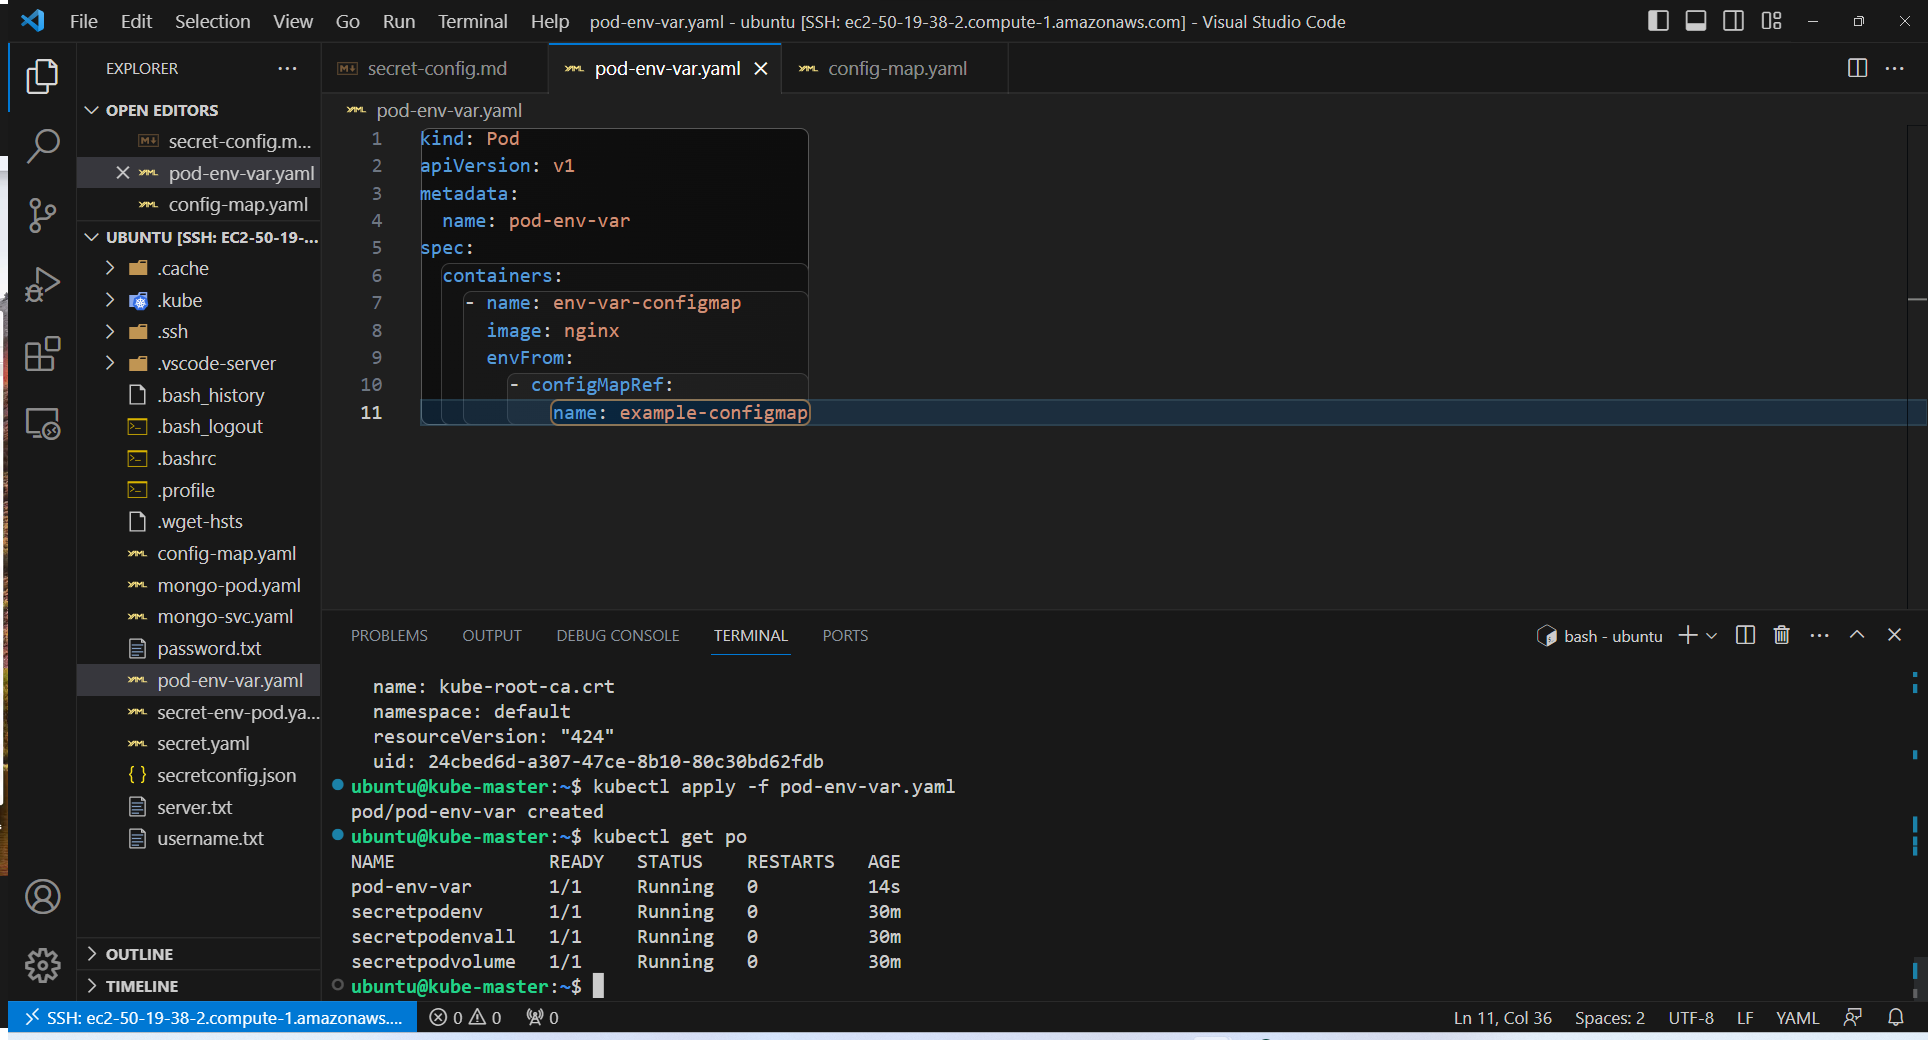 File Edit Selection View Go Run Terminal Help pod-env-var.yaml - ubuntu [SSH: ec2-50-19-38-2.compute-1.amazonaws.com] - Visual Studio Code
EXPLORER
OPEN EDITORS
secret-config.m...
pod-env-var.yaml
config-map.yaml
UBUNTU [SSH: EC2-50-19-...
.cache
.kube
.ssh
.vscode-server
.bash_history
.bash_logout
.bashrc
.profile
.wget-hsts
config-map.yaml
mongo-pod.yaml
mongo-svc.yaml
password.txt
pod-env-var.yaml
secret-env-pod.ya...
secret.yaml
secretconfig.json
server.txt
username.txt
OUTLINE
TIMELINE
secret-config.md pod-env-var.yaml config-map.yaml
pod-env-var.yaml
1 kind: Pod
2 apiVersion: v1
3 metadata:
4   name: pod-env-var
5 spec:
6   containers:
7     - name: env-var-configmap
8       image: nginx
9       envFrom:
10         - configMapRef:
11             name: example-configmap
PROBLEMS OUTPUT DEBUG CONSOLE TERMINAL PORTS
bash - ubuntu
  name: kube-root-ca.crt
  namespace: default
  resourceVersion: "424"
  uid: 24cbed6d-a307-47ce-8b10-80c30bd62fdb
ubuntu@kube-master:~$ kubectl apply -f pod-env-var.yaml
pod/pod-env-var created
ubuntu@kube-master:~$ kubectl get po
NAME READY STATUS RESTARTS AGE
pod-env-var 1/1 Running 0 14s
secretpodenv 1/1 Running 0 30m
secretpodenvall 1/1 Running 0 30m
secretpodvolume 1/1 Running 0 30m
ubuntu@kube-master:~$
SSH: ec2-50-19-38-2.compute-1.amazonaws.... 0 0 0 Ln 11, Col 36 Spaces: 2 UTF-8 LF YAML